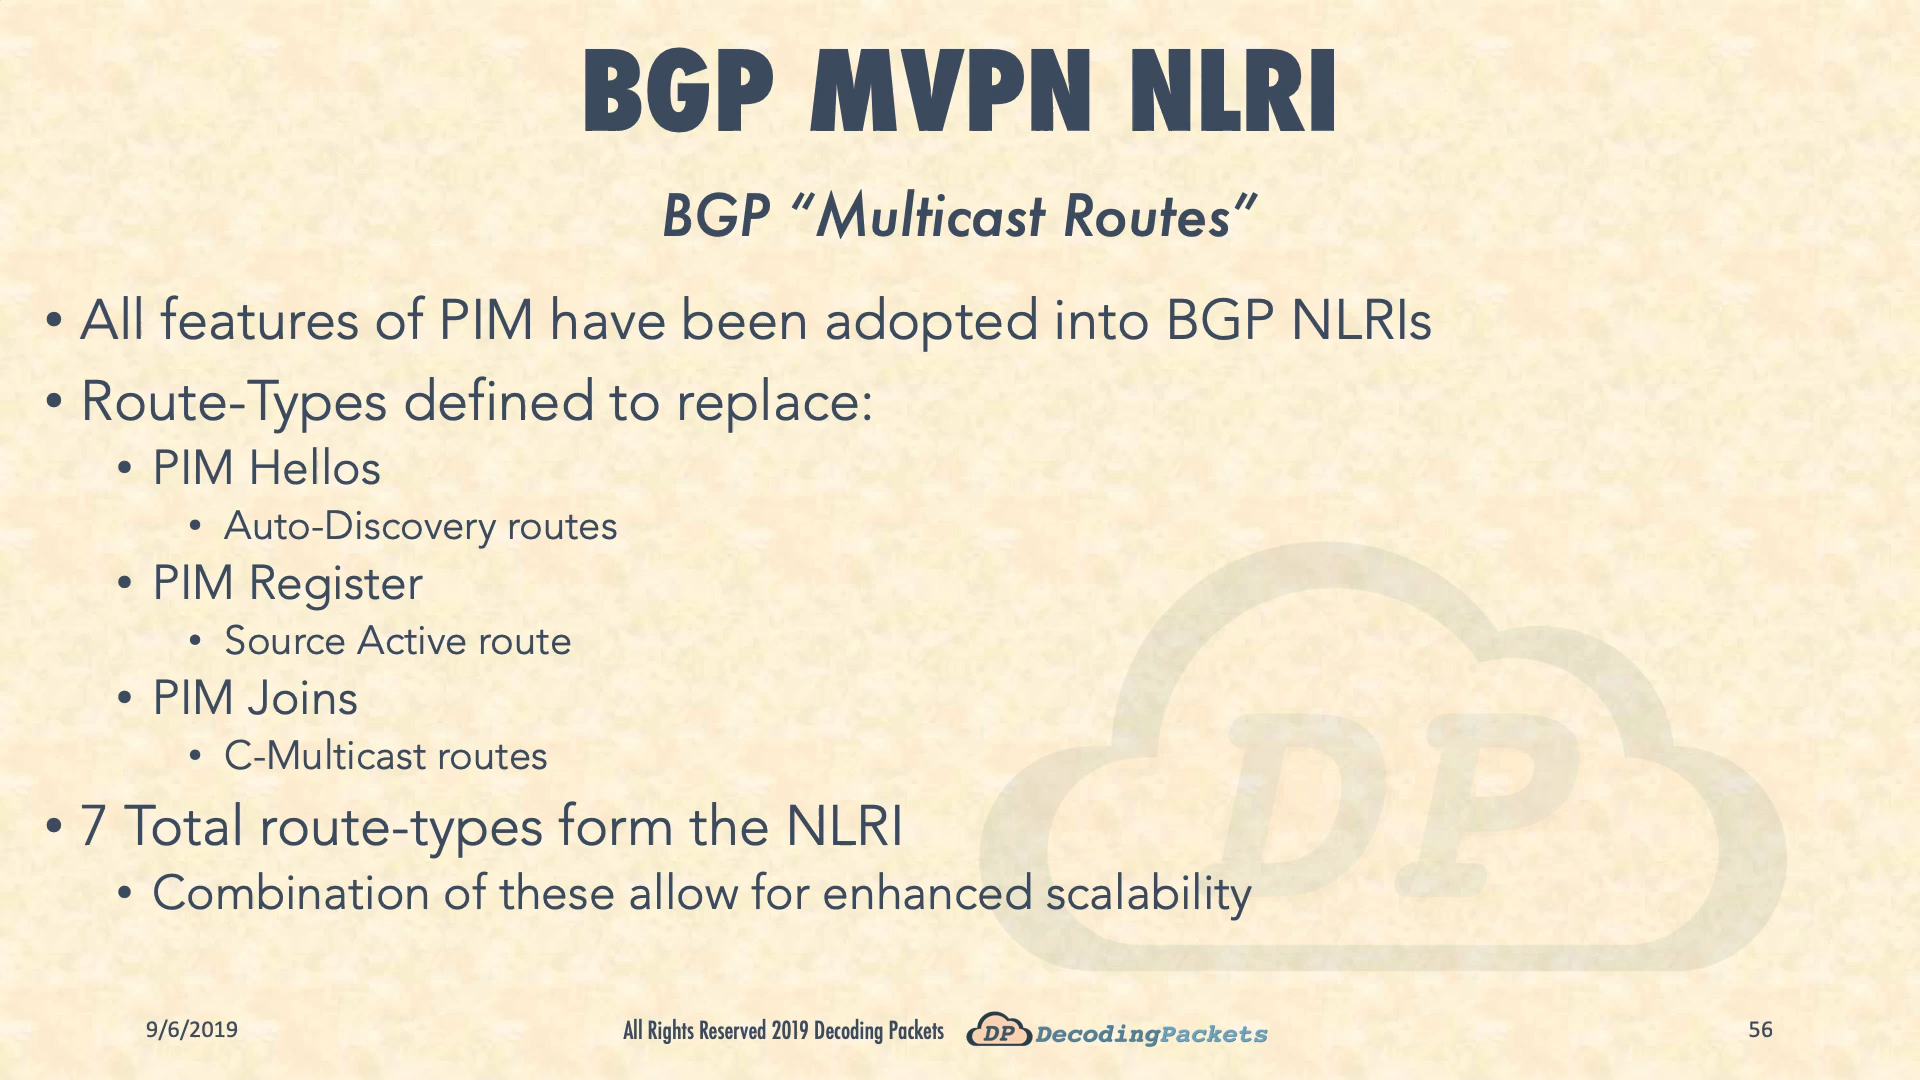 BGP MVPN NLRI
BGP “Multicast Routes”
• All features of PIM have been adopted into BGP NLRIs
• Route-Types defined to replace:
• PIM Hellos
• Auto-Discovery routes
• PIM Register
• Source Active route
• PIM Joins
• C-Multicast routes
• 7 Total route-types form the NLRI
• Combination of these allow for enhanced scalability
DP
9/6/2019
All Rights Reserved 2019 Decoding Packets
DP DecodingPackets
56